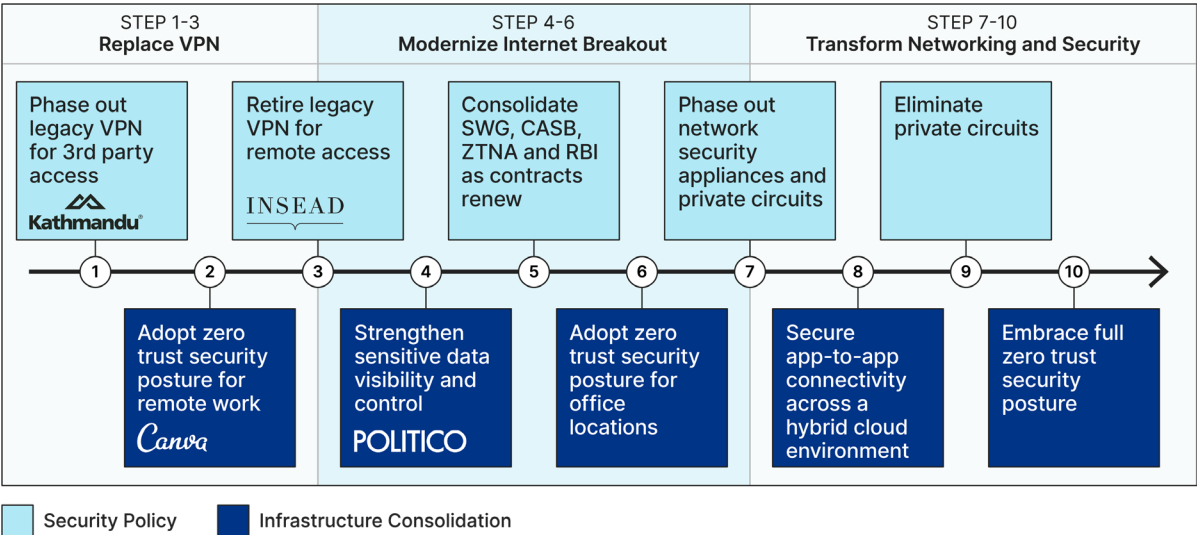 STEP 1-3
Replace VPN
STEP 4-6
Modernize Internet Breakout
STEP 7-10
Transform Networking and Security
Phase out
legacy VPN
for 3rd party
access
Kathmandu®
Retire legacy
VPN for
remote access
INSEAD
Consolidate
SWG, CASB,
ZTNA and RBI
as contracts
renew
Phase out
network
security
appliances and
private circuits
Eliminate
private circuits
1
2
3
4
5
6
7
8
9
10
Adopt zero
trust security
posture for
remote work
Canva
Strengthen
sensitive data
visibility and
control
POLITICO
Adopt zero
trust security
posture for
office
locations
Secure
app-to-app
connectivity
across a
hybrid cloud
environment
Embrace full
zero trust
security
posture
Security Policy
Infrastructure Consolidation